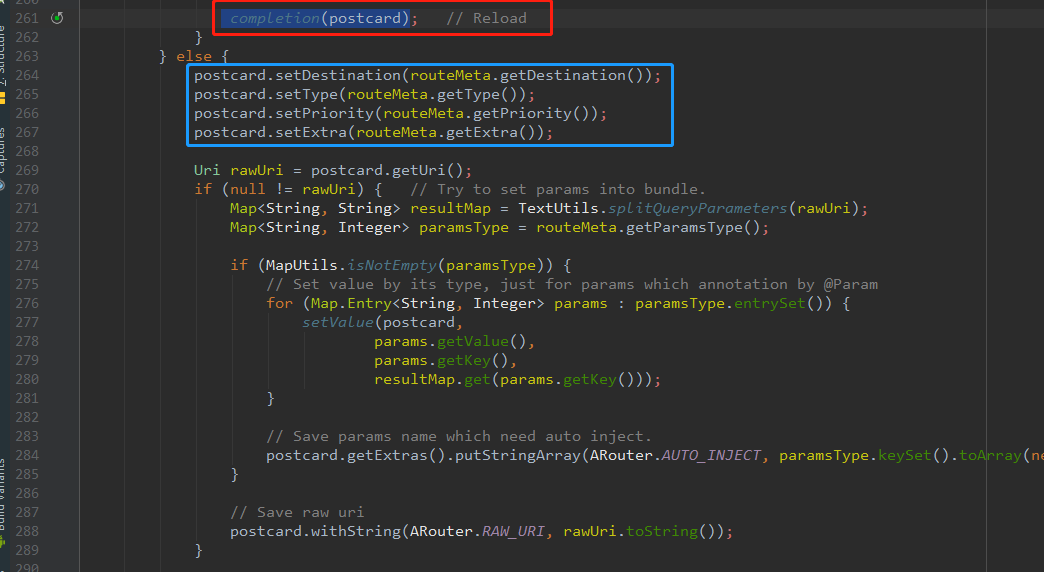 261 completion(postcard); // Reload
262 }
263 } else {
264 postcard.setDestination(routeMeta.getDestination());
265 postcard.setType(routeMeta.getType());
266 postcard.setPriority(routeMeta.getPriority());
267 postcard.setExtra(routeMeta.getExtra());
268
269 Uri rawUri = postcard.getUri();
270 if (null != rawUri) { // Try to set params into bundle.
271 Map<String, String> resultMap = TextUtils.splitQueryParameters(rawUri);
272 Map<String, Integer> paramsType = routeMeta.getParamsType();
273
274 if (MapUtils.isNotEmpty(paramsType)) {
275 // Set value by its type, just for params which annotation by @Param
276 for (Map.Entry<String, Integer> params : paramsType.entrySet()) {
277 setValue(postcard,
278 params.getValue(),
279 params.getKey(),
280 resultMap.get(params.getKey()));
281 }
282
283 // Save params name which need auto inject.
284 postcard.getExtras().putStringArray(ARouter.AUTO_INJECT, paramsType.keySet().toArray(ne
285 }
286
287 // Save raw uri
288 postcard.withString(ARouter.RAW_URI, rawUri.toString());
289 }
290
Captures